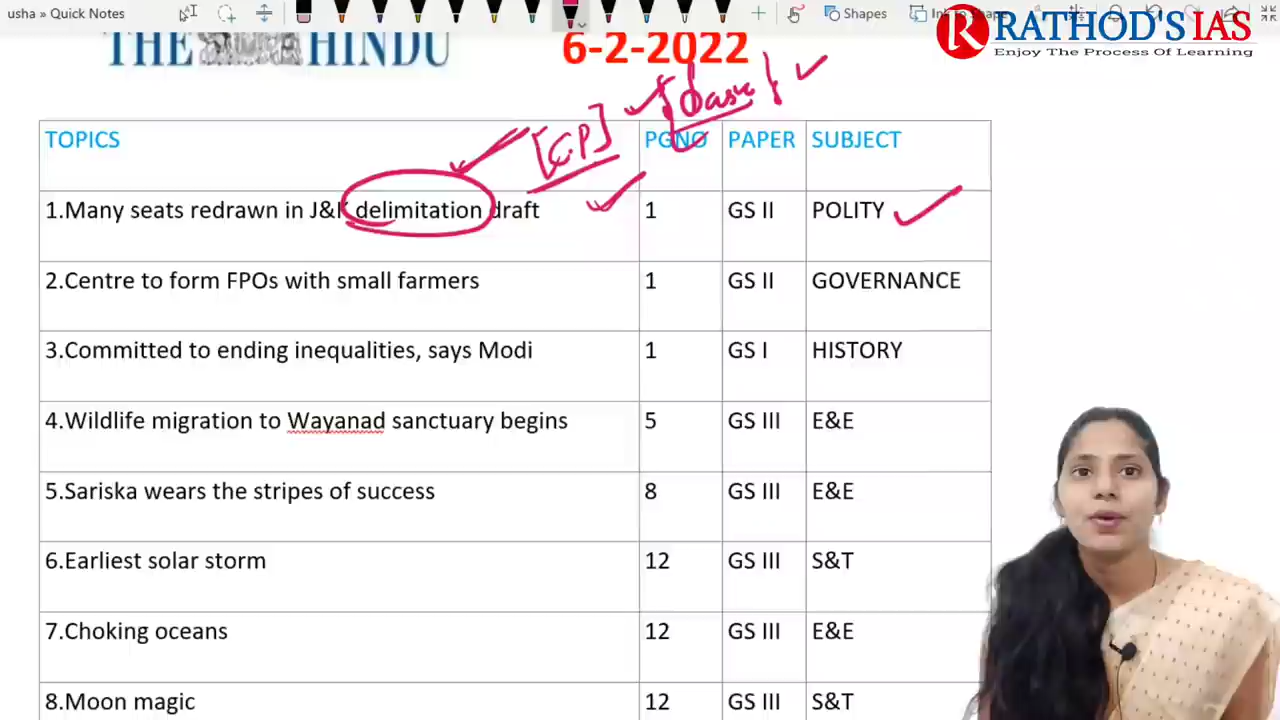 usha » Quick Notes
Shapes
Ink to Shape
RATHOD'S IAS
Enjoy The Process Of Learning
THE HINDU
6-2-2022
[C.P]
TOPICS PGNO PAPER SUBJECT
1.Many seats redrawn in J&K delimitation draft 1 GS II POLITY
2.Centre to form FPOs with small farmers 1 GS II GOVERNANCE
3.Committed to ending inequalities, says Modi 1 GS I HISTORY
4.Wildlife migration to Wayanad sanctuary begins 5 GS III E&E
5.Sariska wears the stripes of success 8 GS III E&E
6.Earliest solar storm 12 GS III S&T
7.Choking oceans 12 GS III E&E
8.Moon magic 12 GS III S&T